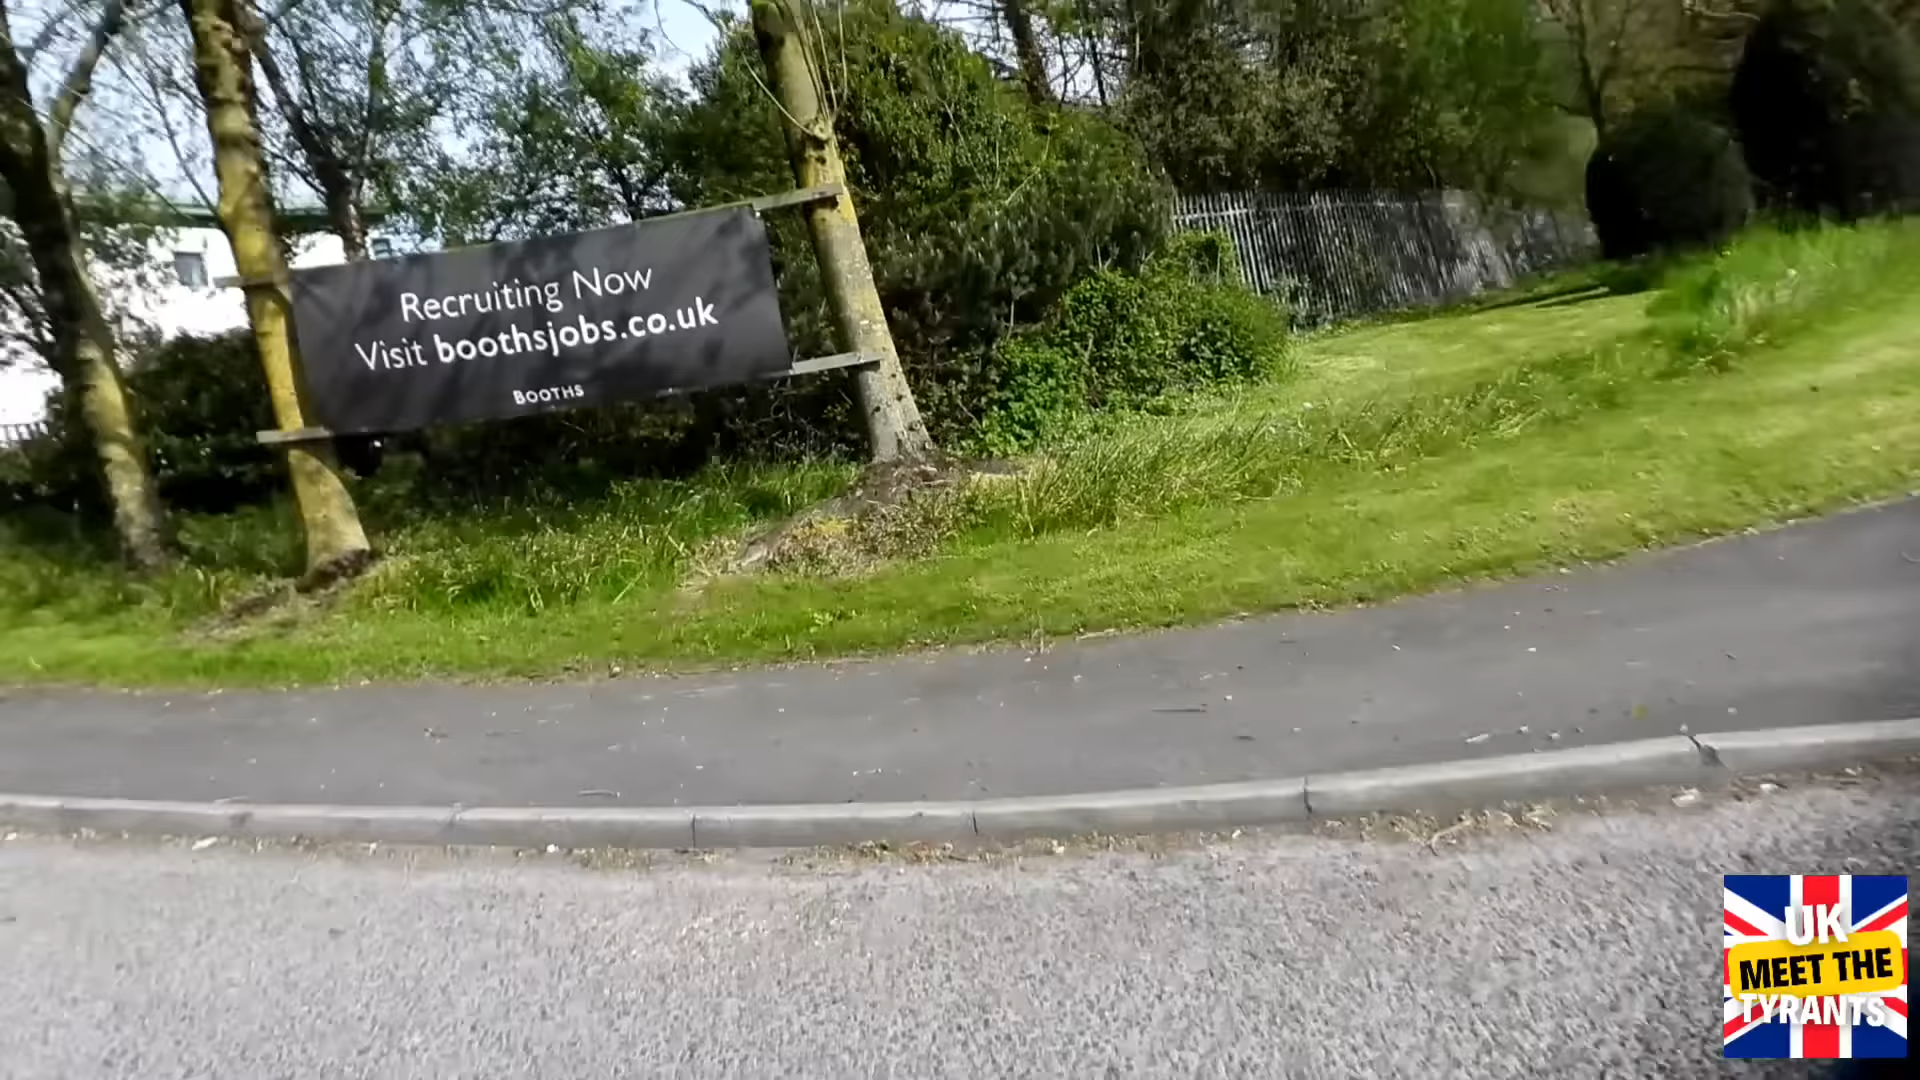 Recruiting Now
Visit boothsjobs.co.uk
BOOTHS
UK
MEET THE
TYRANTS